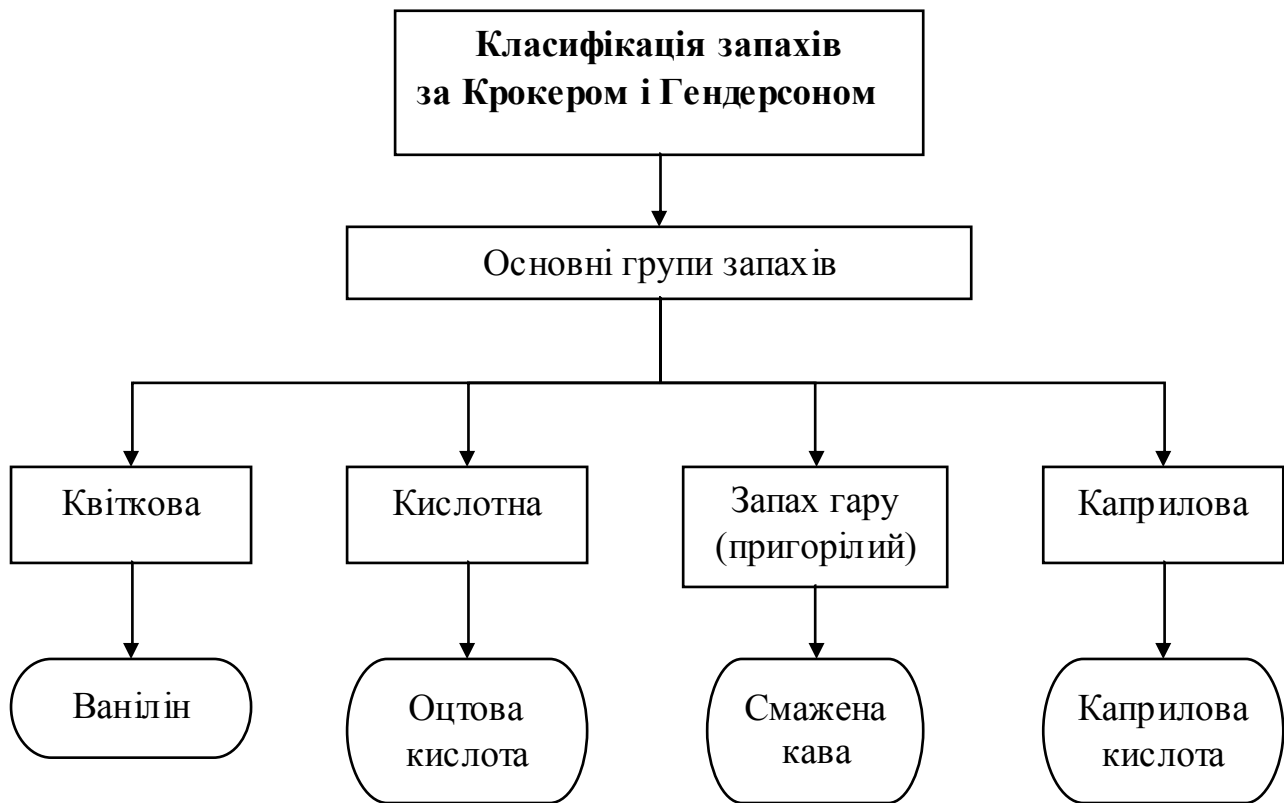 Класифікація запахів
за Крокером і Гендерсоном
Основні групи запахів
Квіткова
Кислотна
Запах гару
(пригорілий)
Каприлова
Ванілін
Оцтова
кислота
Смажена
кава
Каприлова
кислота